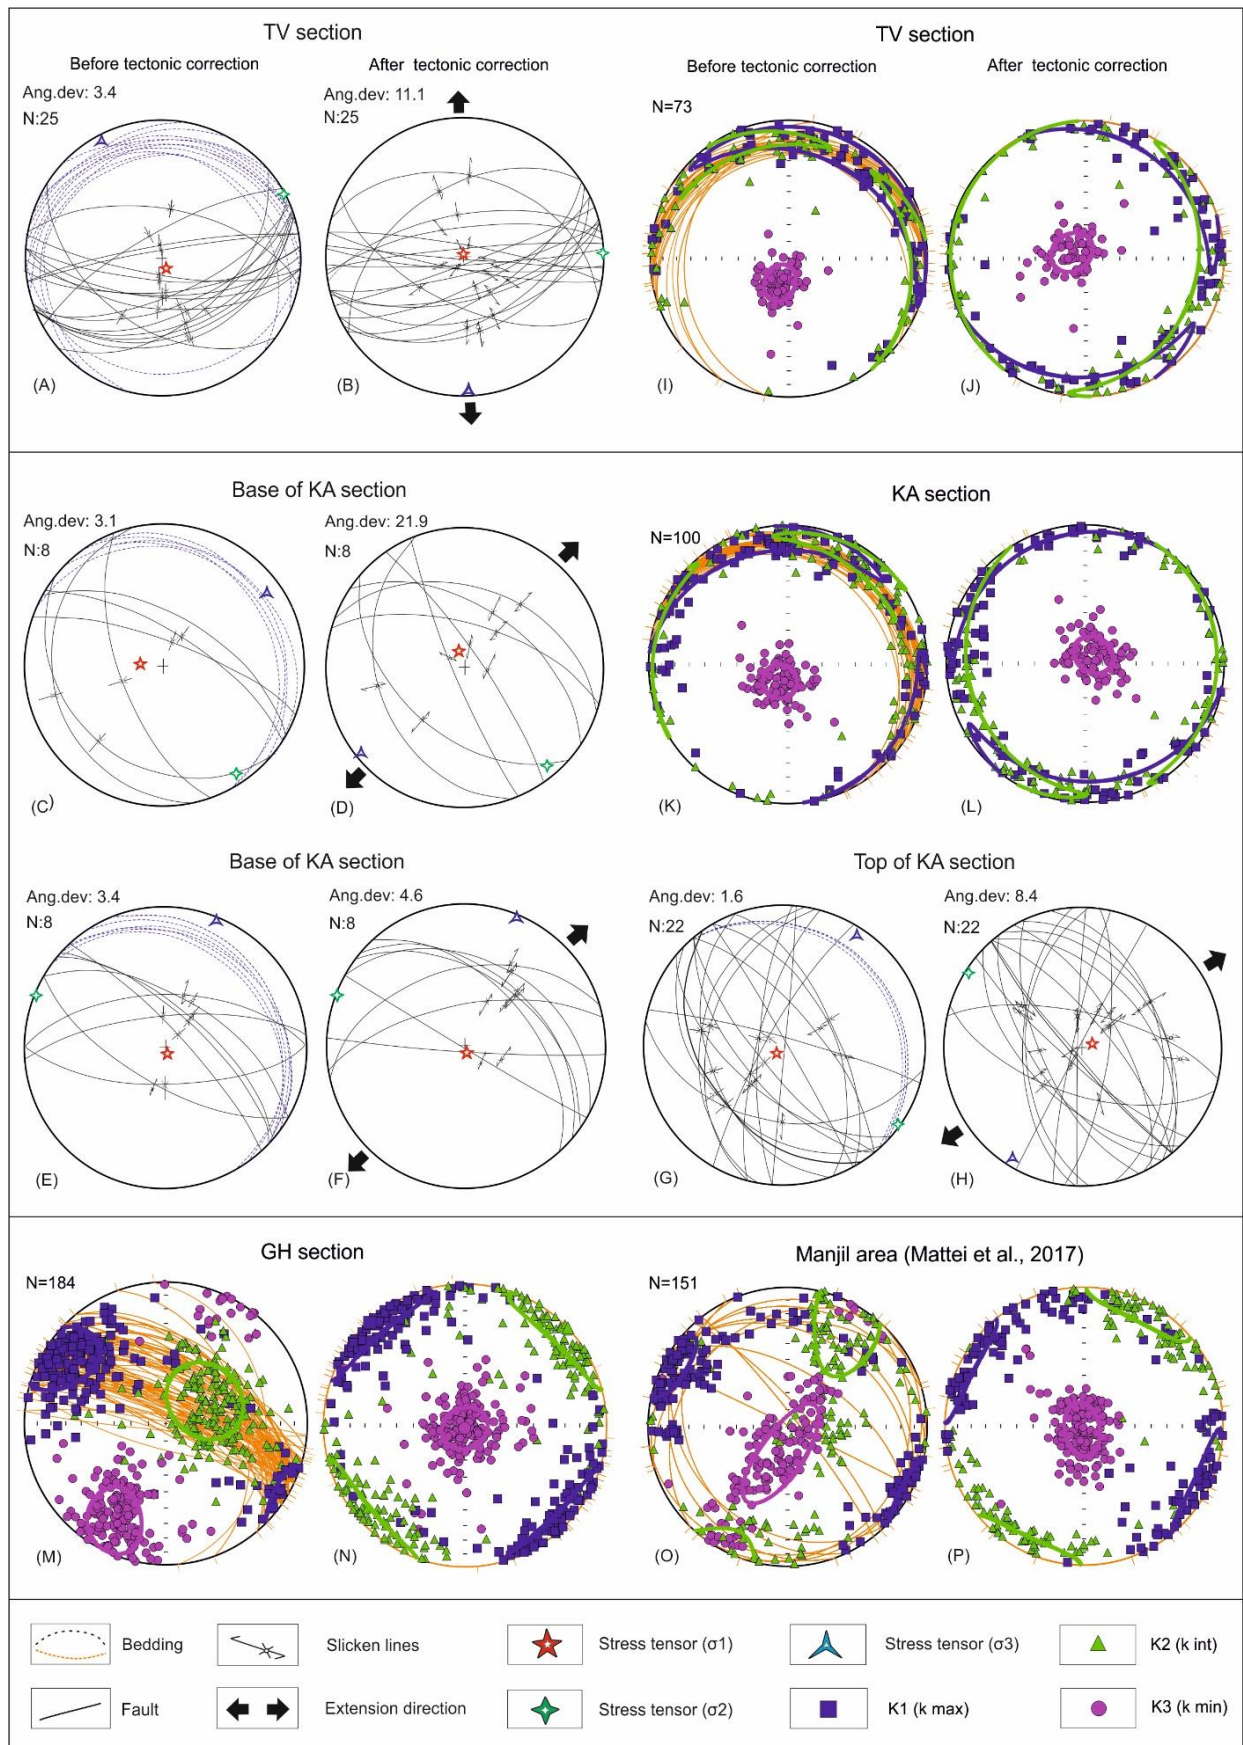 TV section
TV section
Before tectonic correction
After tectonic correction
Before tectonic correction
After tectonic correction
Ang.dev: 3.4
N:25
Ang.dev: 11.1
N:25
N=73
(A)
(B)
(I)
(J)
Base of KA section
KA section
Ang.dev: 3.1
N:8
Ang.dev: 21.9
N:8
N=100
(C)
(D)
(K)
(L)
Base of KA section
Top of KA section
Ang.dev: 3.4
N:8
Ang.dev: 4.6
N:8
Ang.dev: 1.6
N:22
Ang.dev: 8.4
N:22
(E)
(F)
(G)
(H)
GH section
Manjil area (Mattei et al., 2017)
N=184
N=151
(M)
(N)
(O)
(P)
Bedding
Slicken lines
Stress tensor (σ1)
Stress tensor (σ3)
K2 (k int)
Fault
Extension direction
Stress tensor (σ2)
K1 (k max)
K3 (k min)